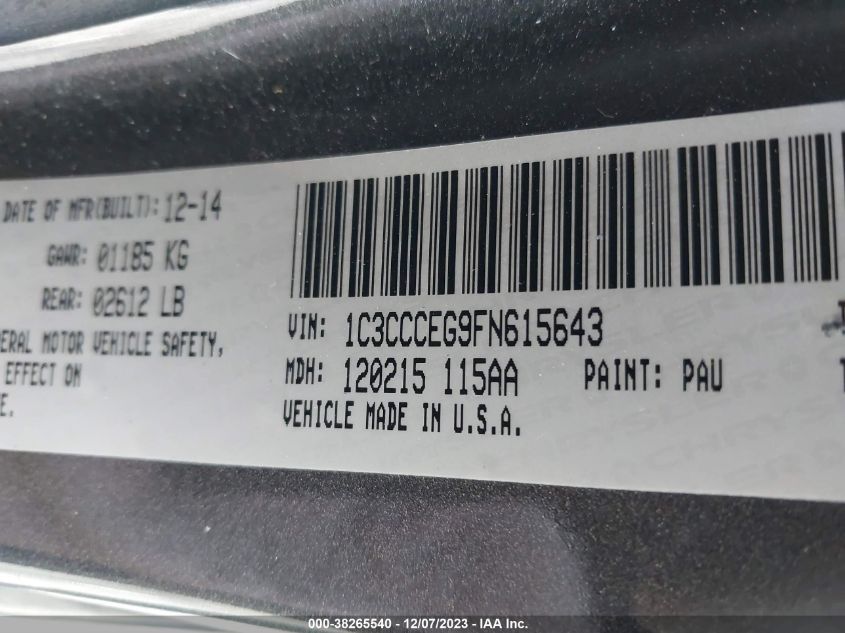 DATE OF MFR(BUILT): 12-14
GAWR: 01185 KG
REAR: 02612 LB
MOTOR VEHICLE SAFETY,
EFFECT ON
VIN: 1C3CCCEG9FN615643
MDH: 120215 115AA PAINT: PAU
VEHICLE MADE IN U.S.A.
000-38265540 - 12/07/2023 - IAA Inc.